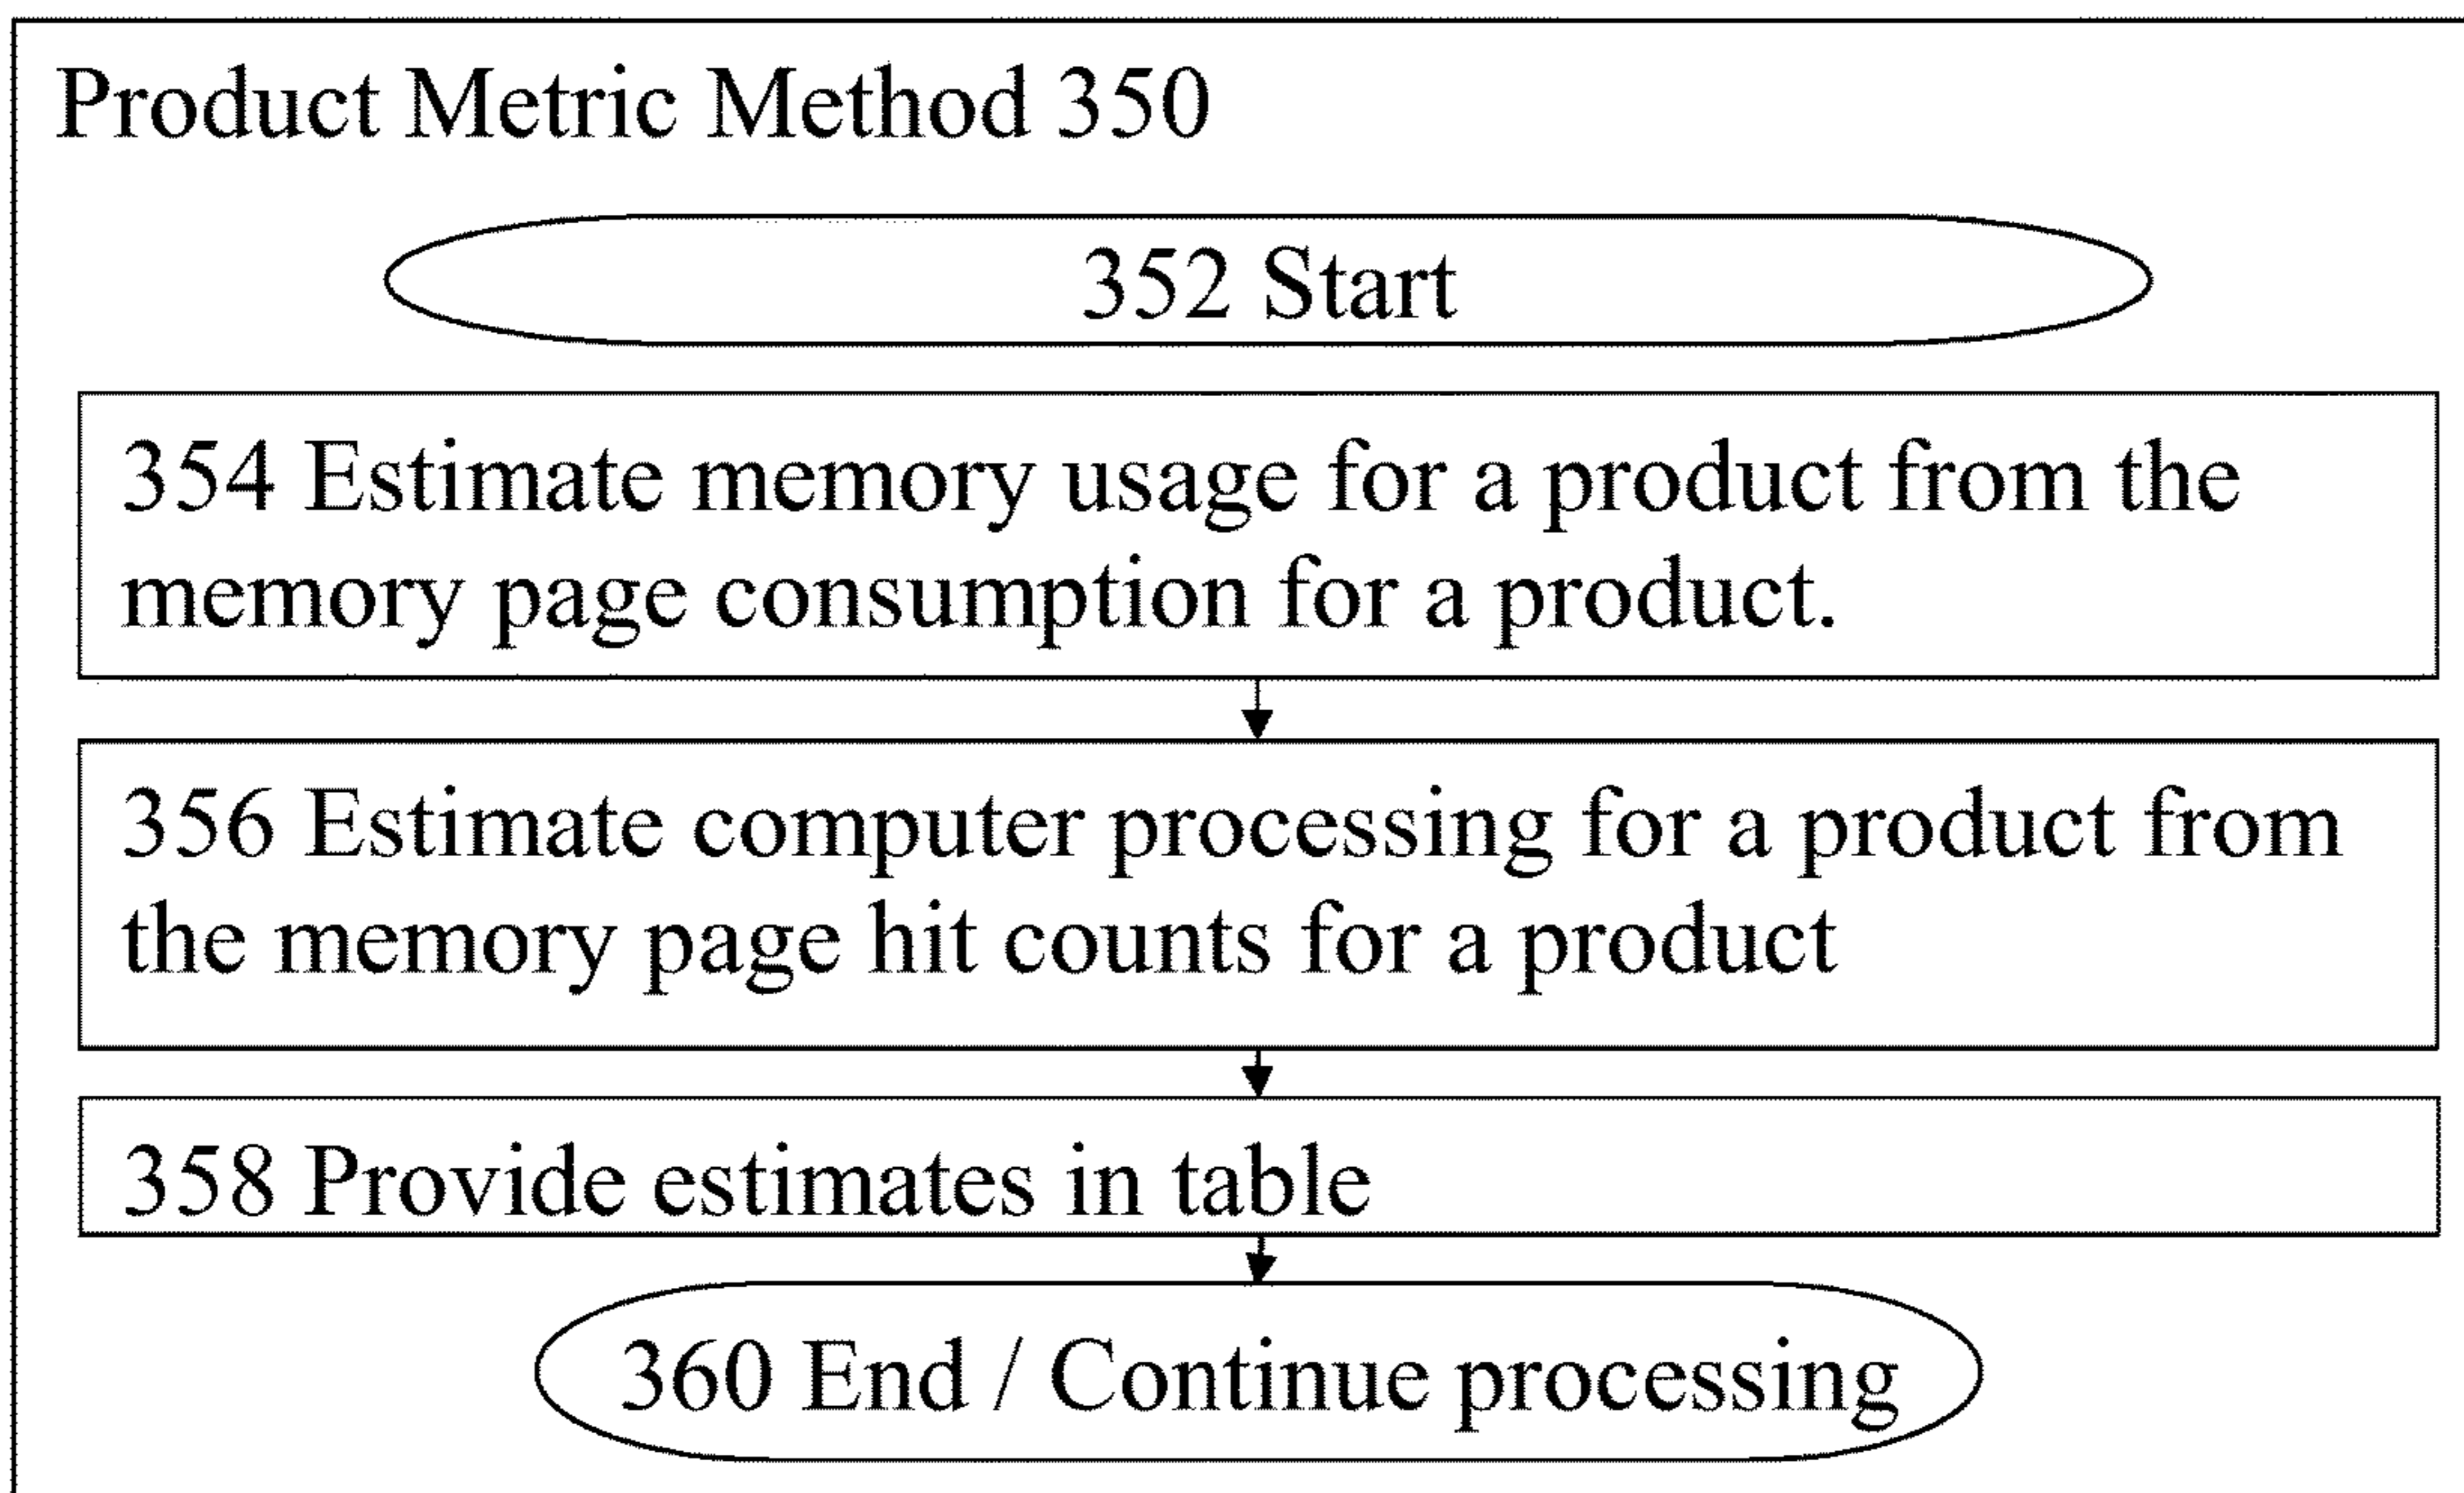 Product Metric Method 350
352 Start
354 Estimate memory usage for a product from the
memory page consumption for a product.
356 Estimate computer processing for a product from
the memory page hit counts for a product
358 Provide estimates in table
360 End / Continue processing